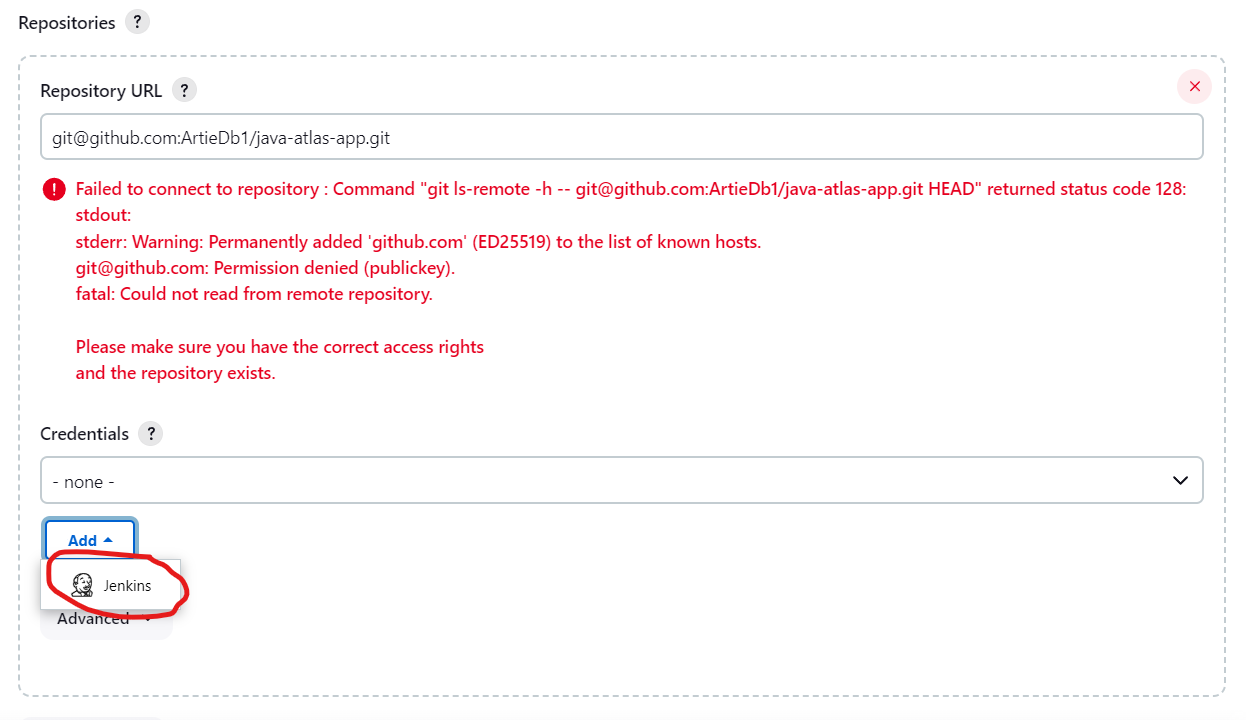 Repositories ?
Repository URL ?
git@github.com:ArtieDb1/java-atlas-app.git
! Failed to connect to repository : Command "git ls-remote -h -- git@github.com:ArtieDb1/java-atlas-app.git HEAD" returned status code 128:
stdout:
stderr: Warning: Permanently added 'github.com' (ED25519) to the list of known hosts.
git@github.com: Permission denied (publickey).
fatal: Could not read from remote repository.
Please make sure you have the correct access rights
and the repository exists.
Credentials ?
- none -
Add
Jenkins
Advanced